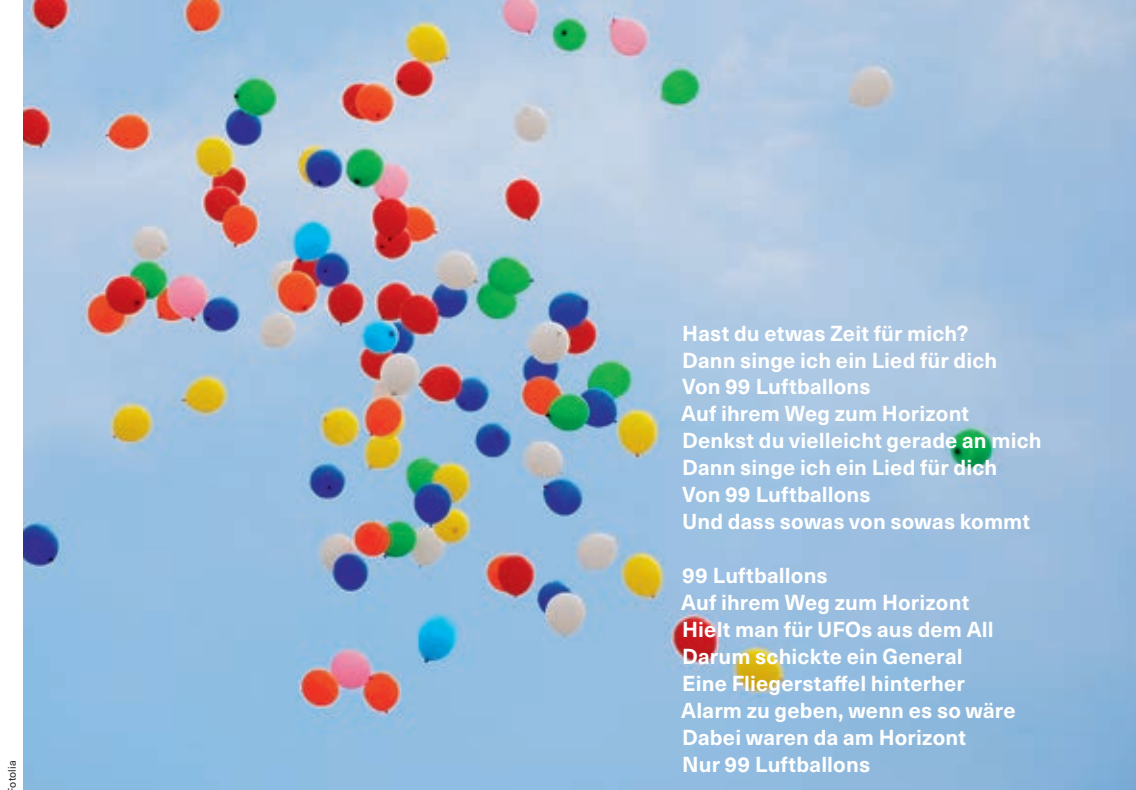 Hast du etwas Zeit für mich?
Dann singe ich ein Lied für dich
Von 99 Luftballons
Auf ihrem Weg zum Horizont
Denkst du vielleicht gerade an mich
Dann singe ich ein Lied für dich
Von 99 Luftballons
Und dass sowas von sowas kommt

99 Luftballons
Auf ihrem Weg zum Horizont
Hielt man für UFOs aus dem All
Darum schickte ein General
Eine Fliegerstaffel hinterher
Alarm zu geben, wenn es so wäre
Dabei waren da am Horizont
Nur 99 Luftballons
Fotolia